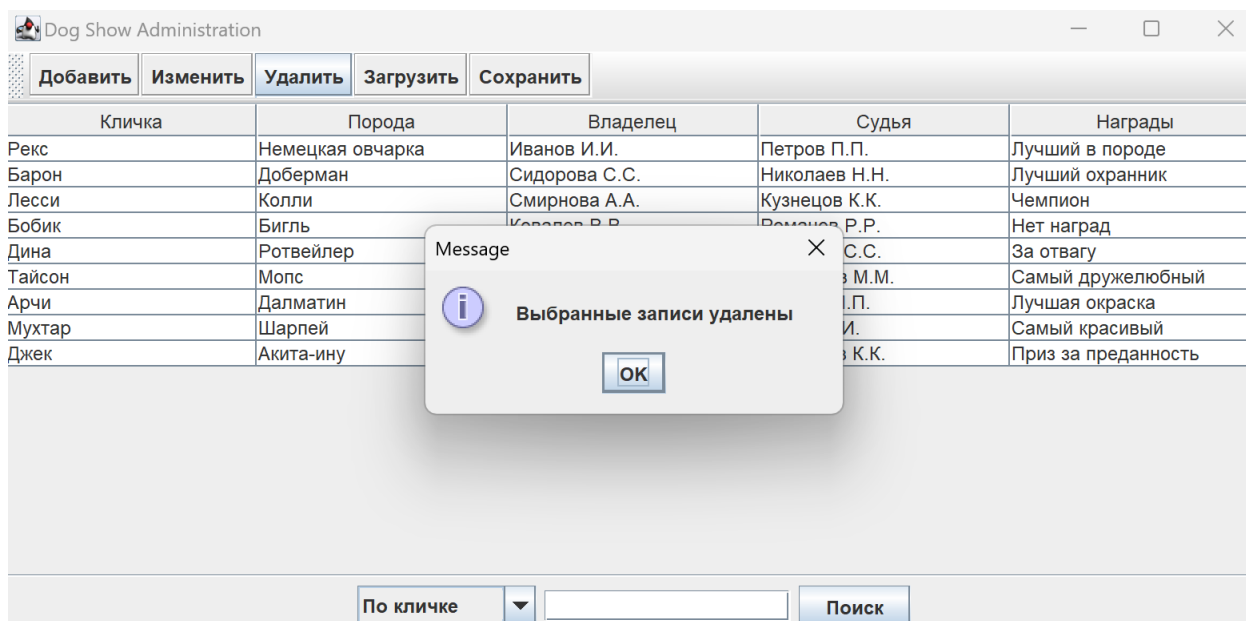 Dog Show Administration
Добавить Изменить Удалить Загрузить Сохранить
Кличка Порода Владелец Судья Награды
Рекс Немецкая овчарка Иванов И.И. Петров П.П. Лучший в породе
Барон Доберман Сидорова С.С. Николаев Н.Н. Лучший охранник
Лесси Колли Смирнова А.А. Кузнецов К.К. Чемпион
Бобик Бигль Ковалев В.В. Романов Р.Р. Нет наград
Дина Ротвейлер С.С. За отвагу
Тайсон Мопс М.М. Самый дружелюбный
Арчи Далматин Лучшая окраска
Мухтар Шарпей Самый красивый
Джек Акита-ину К.К. Приз за преданность
Message
Выбранные записи удалены
OK
По кличке Поиск